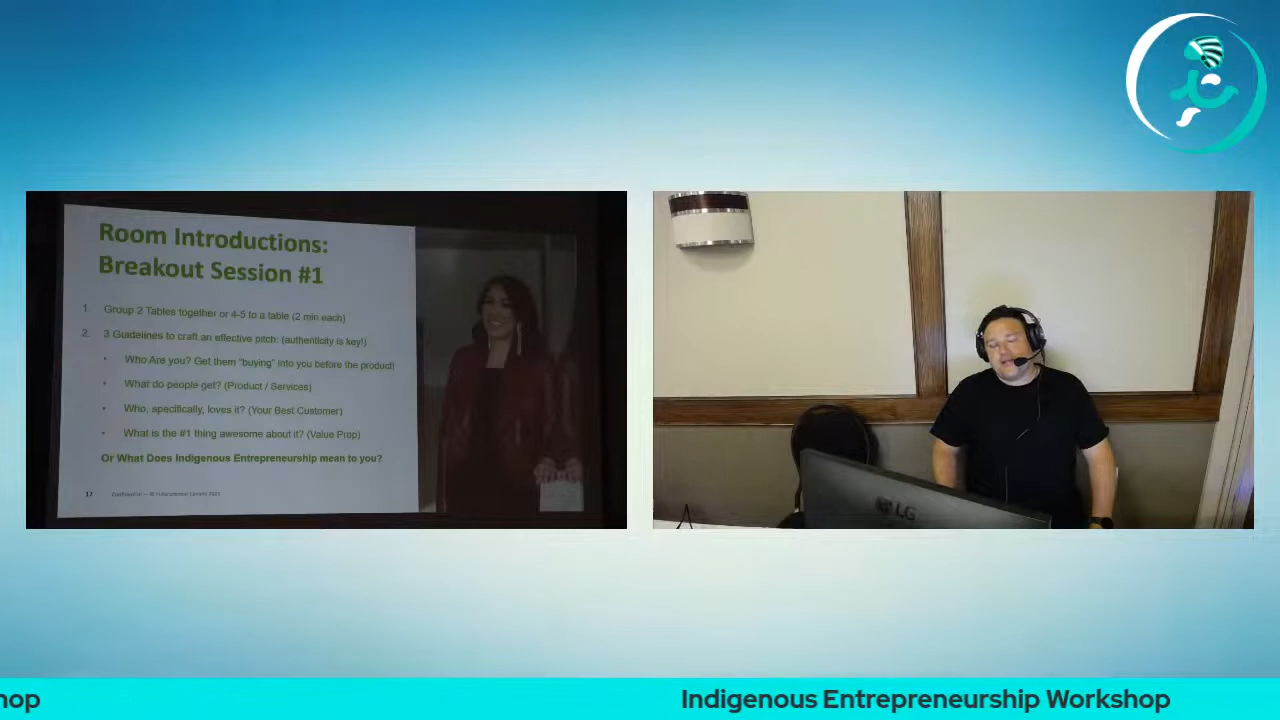 Room Introductions:
Breakout Session #1
1. Group 2 Tables together or 4-5 to a table (2 min each)
2. 3 Guidelines to craft an effective pitch: (authenticity is key!)
• Who Are you? Get them "buying" into you before the product!
• What do people get? (Product / Services)
• Who, specifically, loves it? (Your Best Customer)
• What is the #1 thing awesome about it? (Value Prop)
Or What Does Indigenous Entrepreneurship mean to you?
17
LG
hop
Indigenous Entrepreneurship Workshop